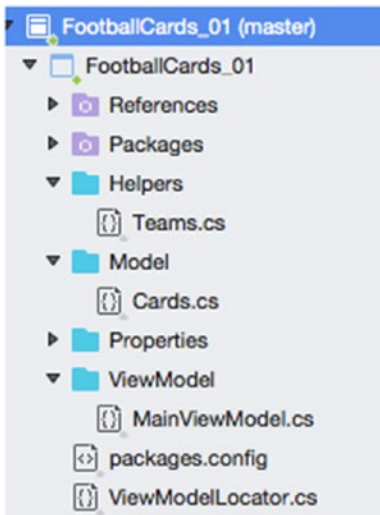 FootballCards_01 (master)
FootballCards_01
References
Packages
Helpers
Teams.cs
Model
Cards.cs
Properties
ViewModel
MainViewModel.cs
packages.config
ViewModelLocator.cs